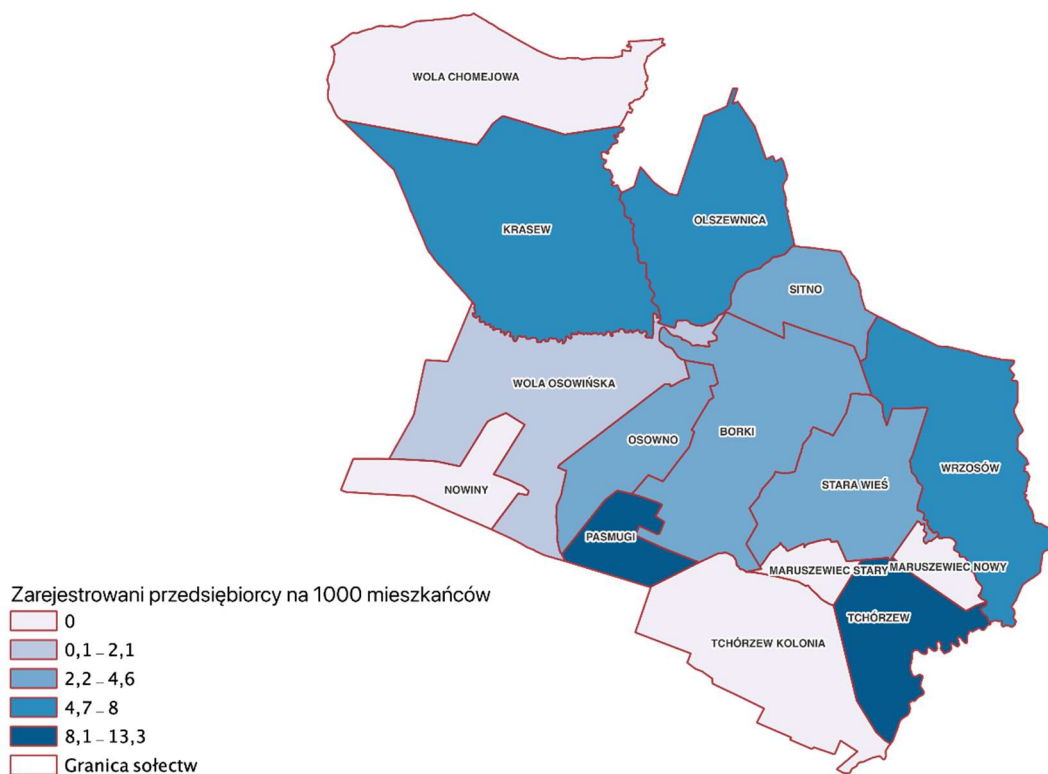 WOLA CHOMEJOWA
KRASEW
OLSZEWNICA
SITNO
WOLA OSOWIŃSKA
OSOWNO
BORKI
WRZOSÓW
STARA WIEŚ
NOWINY
PASMUGI
MARUSZEWIEC STARY
MARUSZEWIEC NOWY
TCHÓRZEW
TCHÓRZEW KOLONIA
Zarejestrowani przedsiębiorcy na 1000 mieszkańców
0
0,1 – 2,1
2,2 – 4,6
4,7 – 8
8,1 – 13,3
Granica sołectw